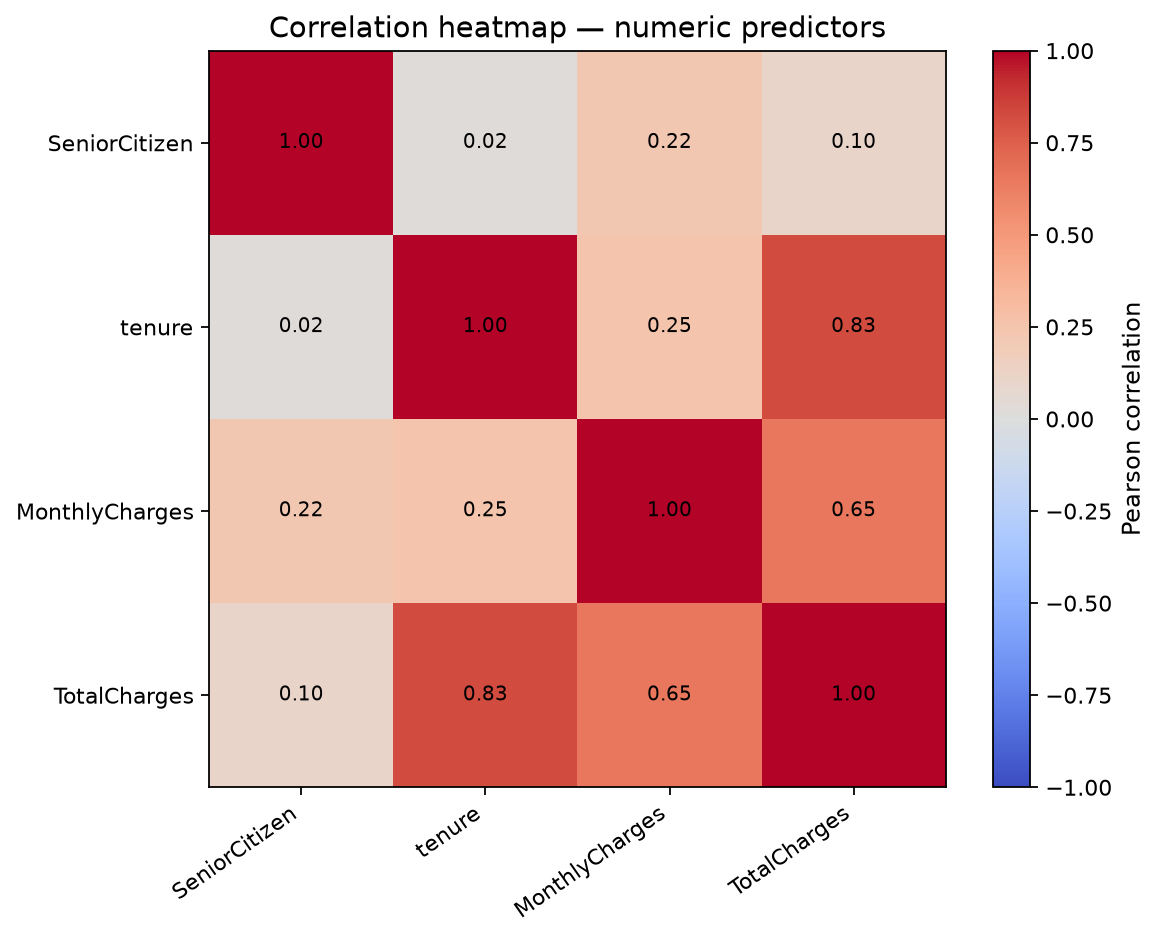 Correlation heatmap — numeric predictors
SeniorCitizen 1.00 0.02 0.22 0.10
tenure 0.02 1.00 0.25 0.83
MonthlyCharges 0.22 0.25 1.00 0.65
TotalCharges 0.10 0.83 0.65 1.00
SeniorCitizen
tenure
MonthlyCharges
TotalCharges
1.00
0.75
0.50
0.25
0.00
−0.25
−0.50
−0.75
−1.00
Pearson correlation